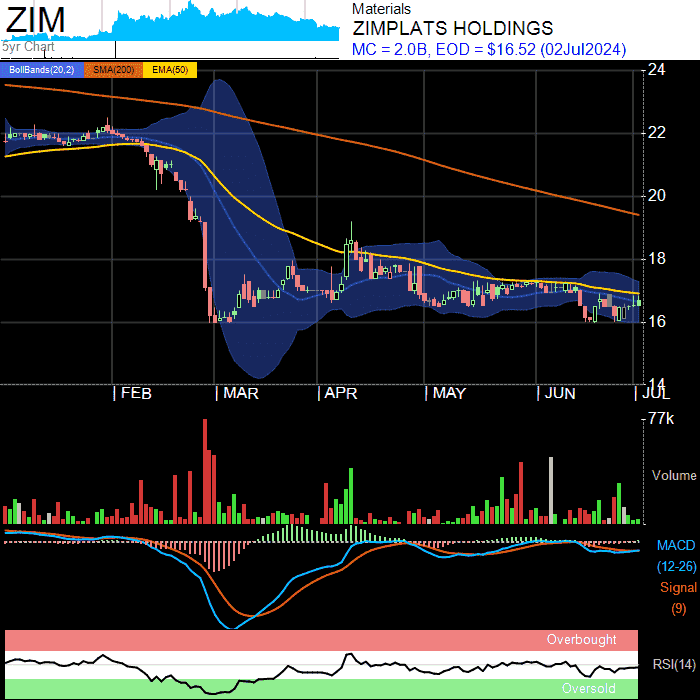 ZIM
5yr Chart
Materials
ZIMPLATS HOLDINGS
MC = 2.0B, EOD = $16.52 (02Jul2024)
BollBands(20,2) SMA(200) EMA(50)
24
22
20
18
16
14
FEB MAR APR MAY JUN JUL
77k
Volume
MACD
(12-26)
Signal
(9)
Overbought
RSI(14)
Oversold